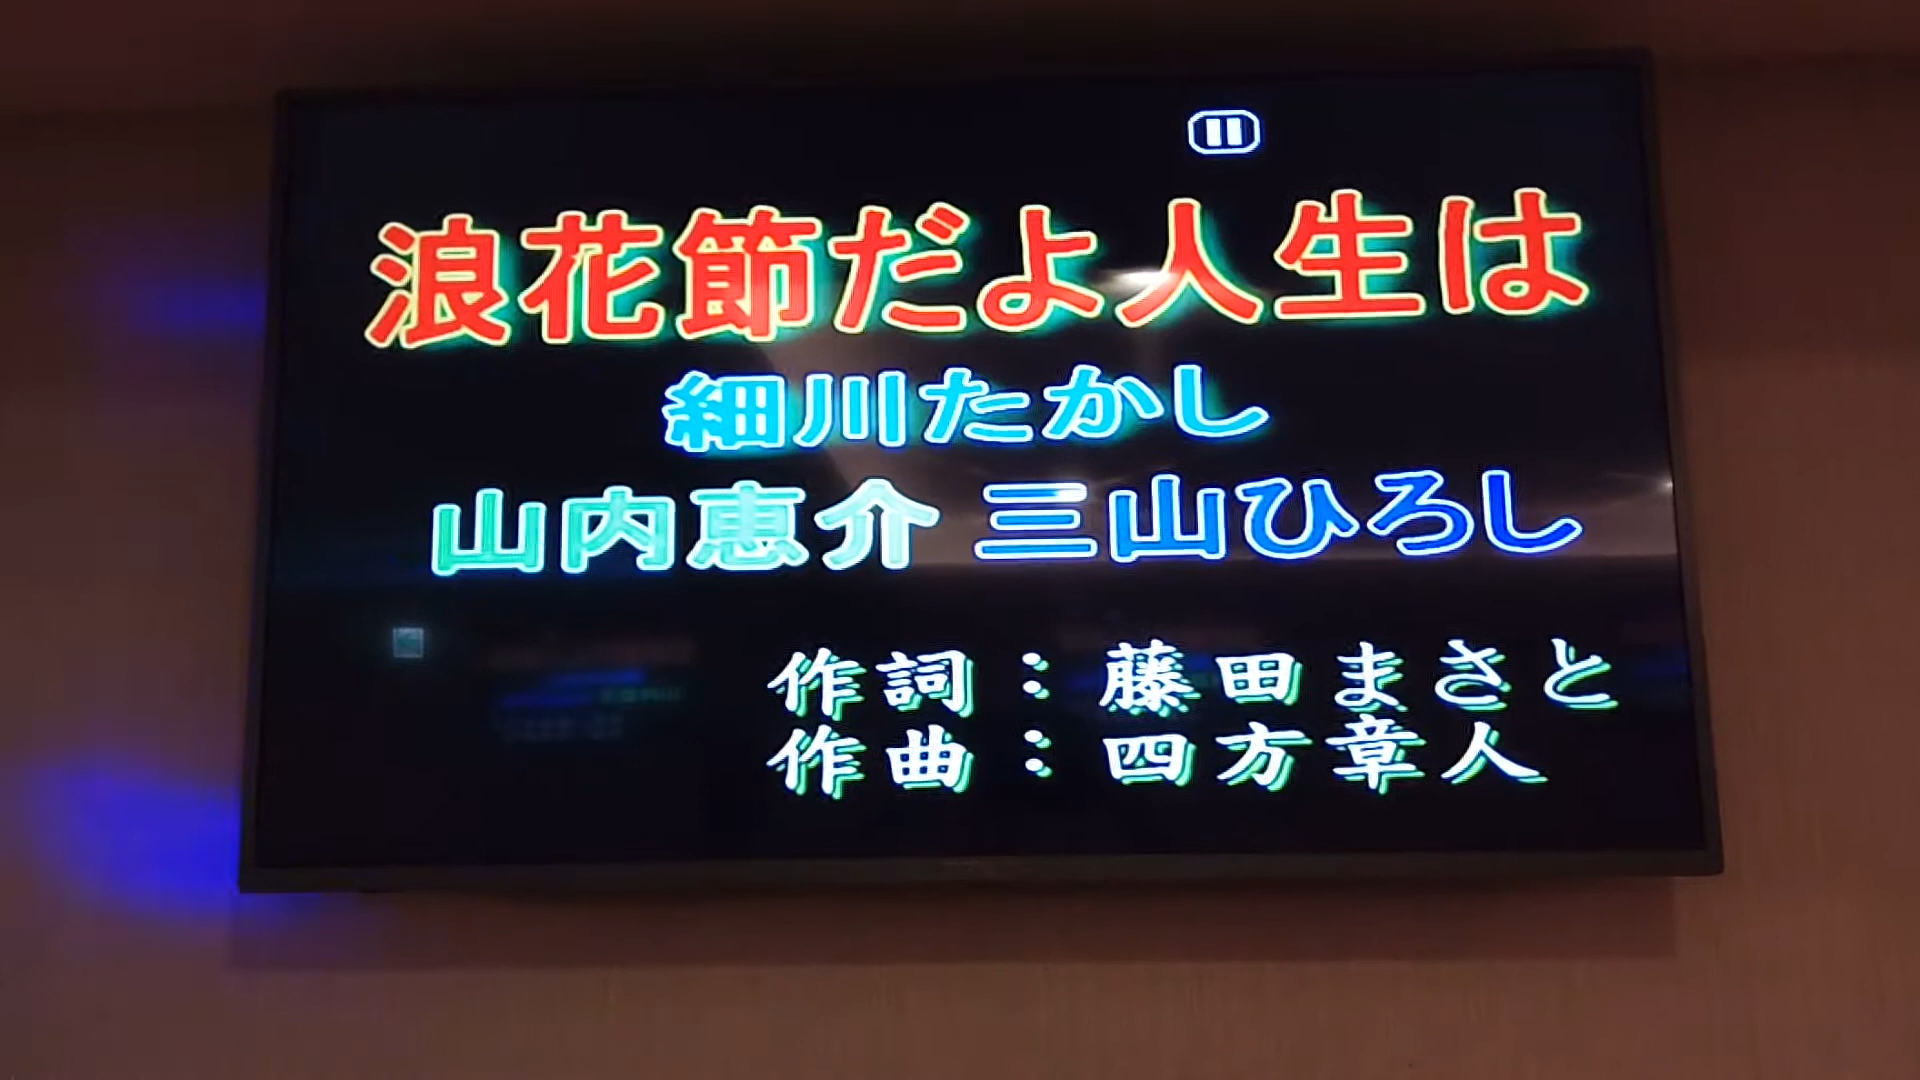 浪花節だよ人生は
細川たかし
山内惠介 三山ひろし
作詞：藤田まさと
作曲：四方章人